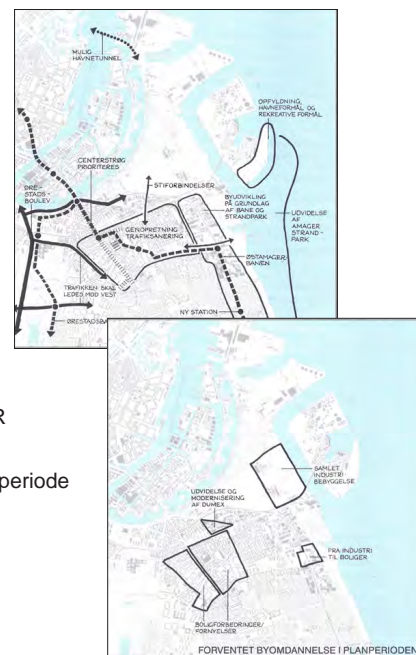 MULIG
HAVNETUNNEL
OPFYLDNING,
HAVNEFORMÅL OG
REKREATIVE FORMÅL
CENTERSTRØG
PRIORITERES
ØRE-
STADS-
BOULEV.
STIFORBINDELSER
BYUDVIKLING
PÅ GRUNDLAG
AF BANE OG
STRANDPARK
GENOPRETNING
TRAFIKSANERING
UDVIDELSE
AF
AMAGER
STRAND-
PARK
ØSTAMAGER-
BANEN
TRAFIKKEN SKAL
LEDES MOD VEST
NY STATION
ØRESTADSBA
R
periode
SAMLET
INDUSTRI
BEBYGGELSE
UDVIDELSE OG
MODERNISERING
AF DUMEX
FRA INDUSTRI
TIL BOLIGER
BOLIGFORBEDRINGER/
FORNYELSER
FORVENTET BYOMDANNELSE I PLANPERIODEN